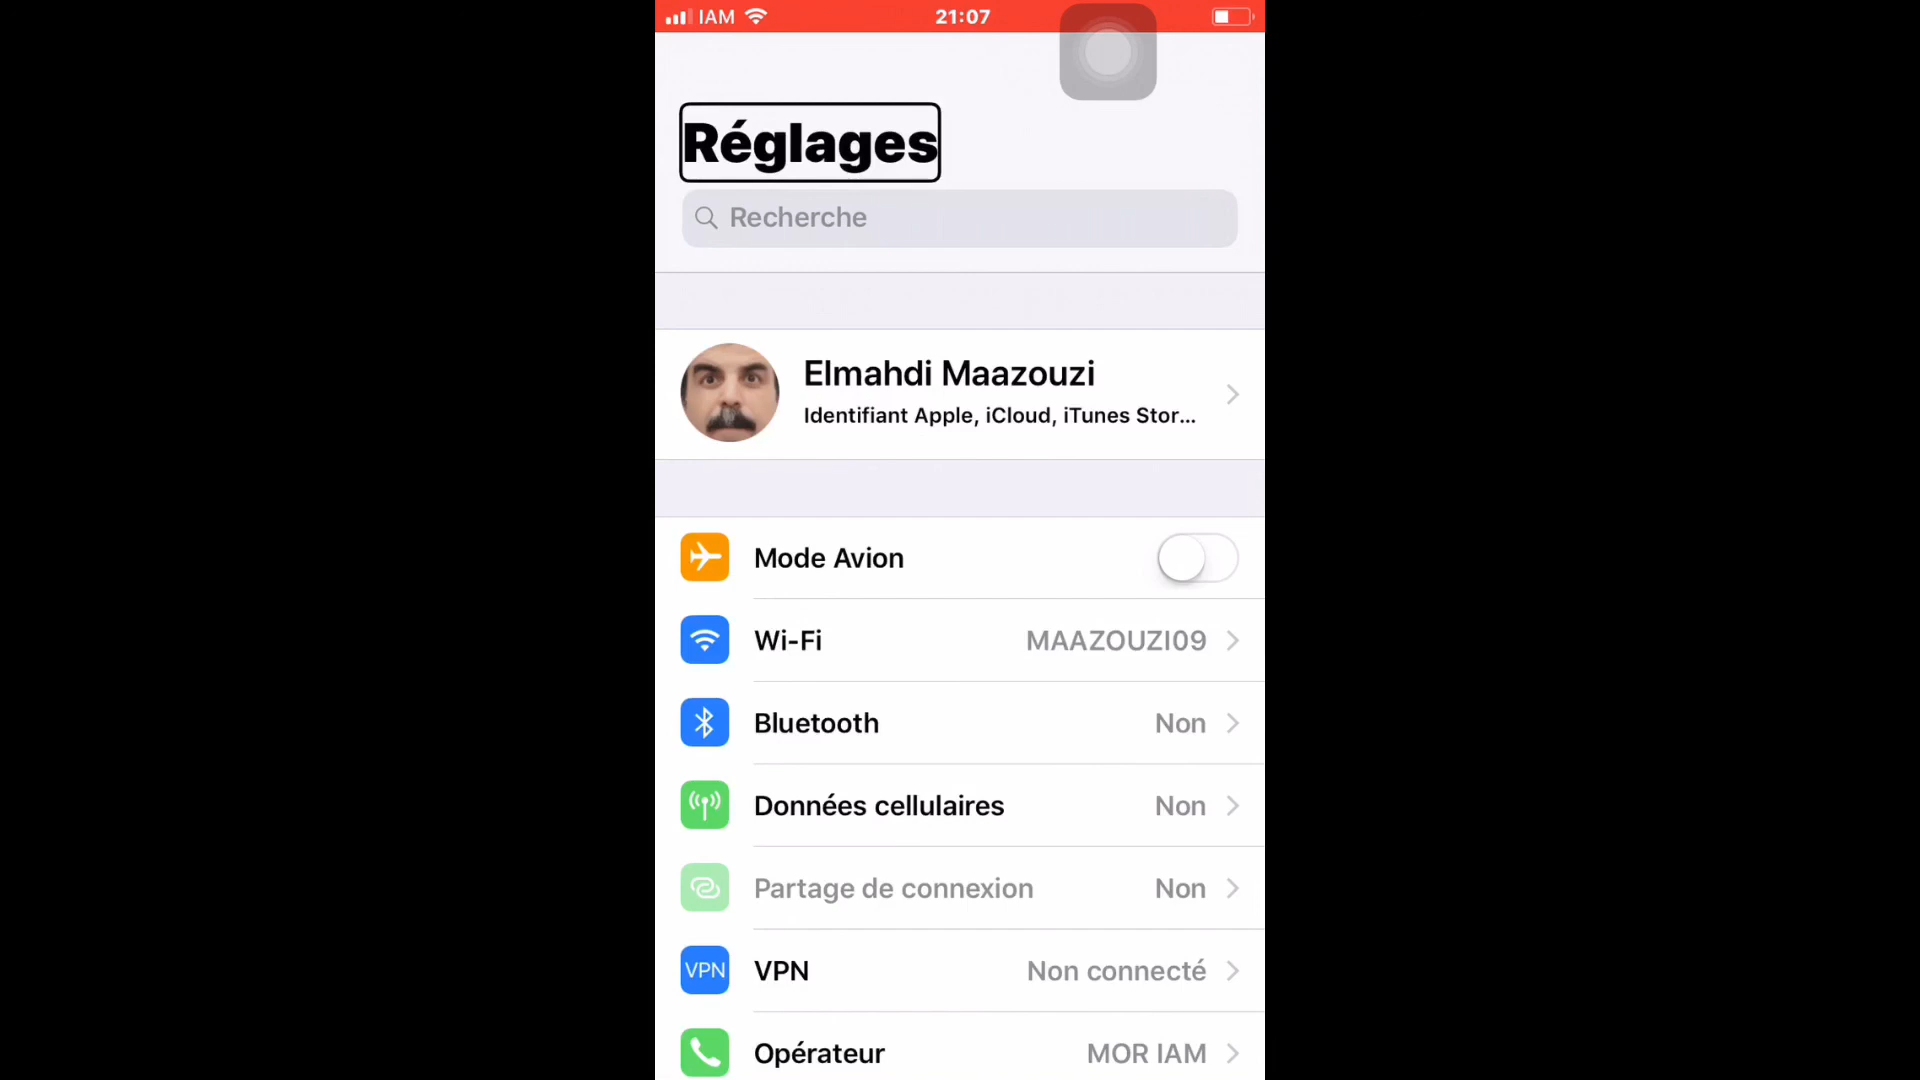 IAM 21:07
Réglages
Recherche
Elmahdi Maazouzi
Identifiant Apple, iCloud, iTunes Stor...
Mode Avion
Wi-Fi MAAZOUZI09
Bluetooth Non
Données cellulaires Non
Partage de connexion Non
VPN VPN Non connecté
Opérateur MOR IAM